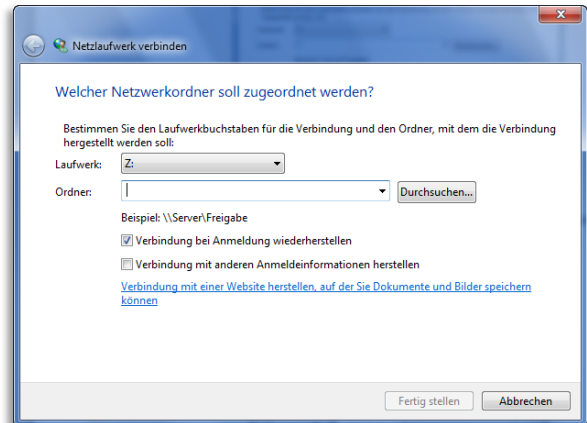 Netzlaufwerk verbinden
Welcher Netzwerkordner soll zugeordnet werden?
Bestimmen Sie den Laufwerkbuchstaben für die Verbindung und den Ordner, mit dem die Verbindung
hergestellt werden soll:
Laufwerk: Z:
Ordner: Durchsuchen...
Beispiel: \\Server\Freigabe
Verbindung bei Anmeldung wiederherstellen
Verbindung mit anderen Anmeldeinformationen herstellen
Verbindung mit einer Website herstellen, auf der Sie Dokumente und Bilder speichern
können
Fertig stellen Abbrechen